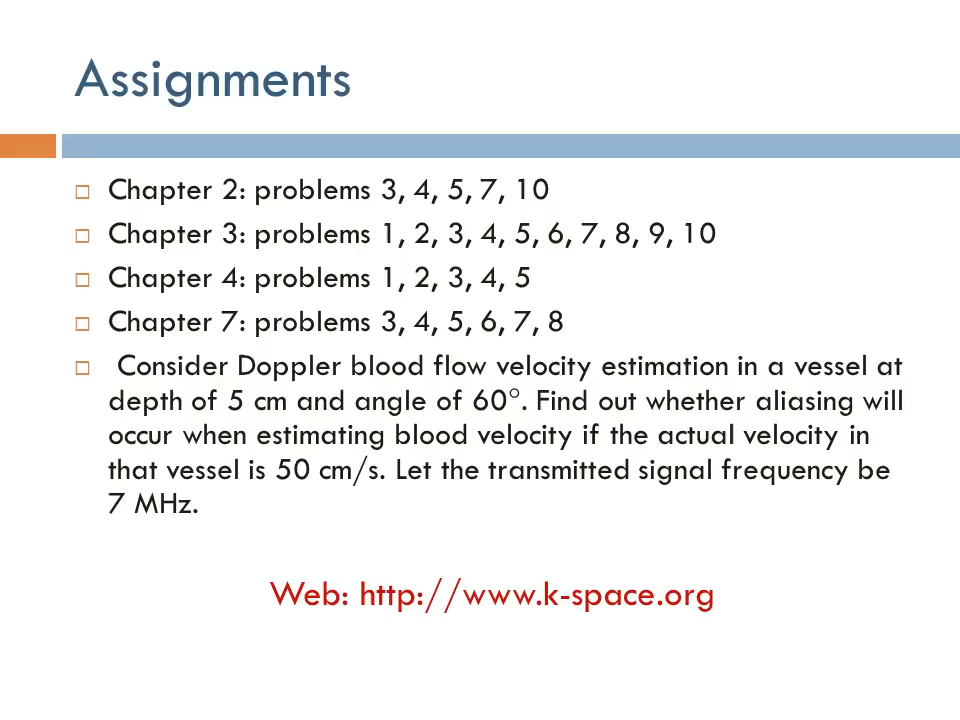 Assignments
Chapter 2: problems 3, 4, 5, 7, 10
Chapter 3: problems 1, 2, 3, 4, 5, 6, 7, 8, 9, 10
Chapter 4: problems 1, 2, 3, 4, 5
Chapter 7: problems 3, 4, 5, 6, 7, 8
Consider Doppler blood flow velocity estimation in a vessel at
depth of 5 cm and angle of 60°. Find out whether aliasing will
occur when estimating blood velocity if the actual velocity in
that vessel is 50 cm/s. Let the transmitted signal frequency be
7 MHz.
Web: http://www.k-space.org